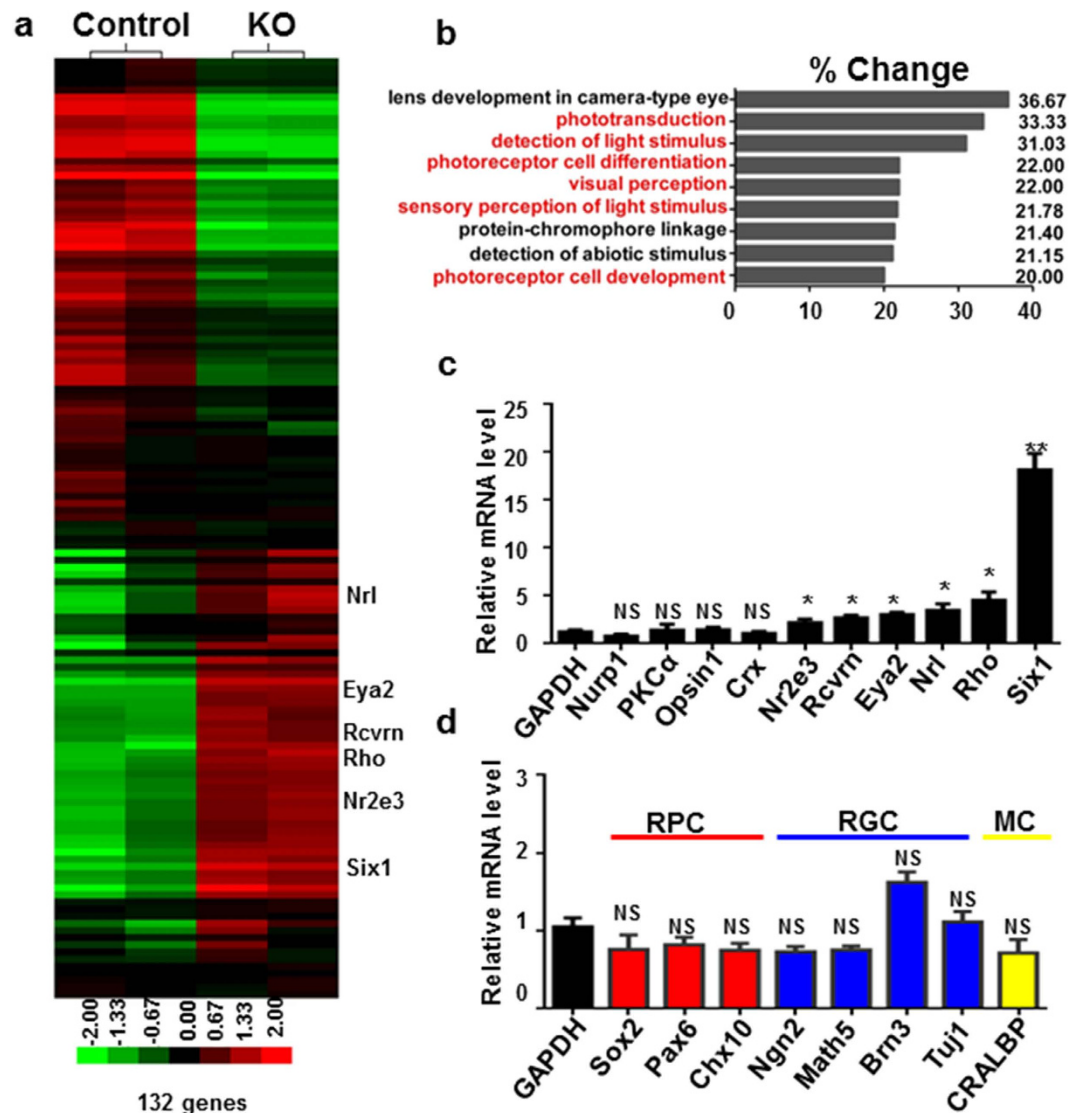 a
Control KO
Nrl
Eya2
Rcvrn
Rho
Nr2e3
Six1
-2.00 -1.33 -0.67 0.00 0.67 1.33 2.00
132 genes
b
% Change
lens development in camera-type eye 36.67
phototransduction 33.33
detection of light stimulus 31.03
photoreceptor cell differentiation 22.00
visual perception 22.00
sensory perception of light stimulus 21.78
protein-chromophore linkage 21.40
detection of abiotic stimulus 21.15
photoreceptor cell development 20.00
0 10 20 30 40
c
Relative mRNA level
25
20
15
10
5
0
NS NS NS NS * * * * * **
GAPDH Nurp1 PKCα Opsin1 Crx Nr2e3 Rcvrn Eya2 Nrl Rho Six1
d
Relative mRNA level
3
2
1
0
RPC RGC MC
NS NS NS NS NS NS NS NS
GAPDH Sox2 Pax6 Chx10 Ngn2 Math5 Brn3 Tuj1 CRALBP